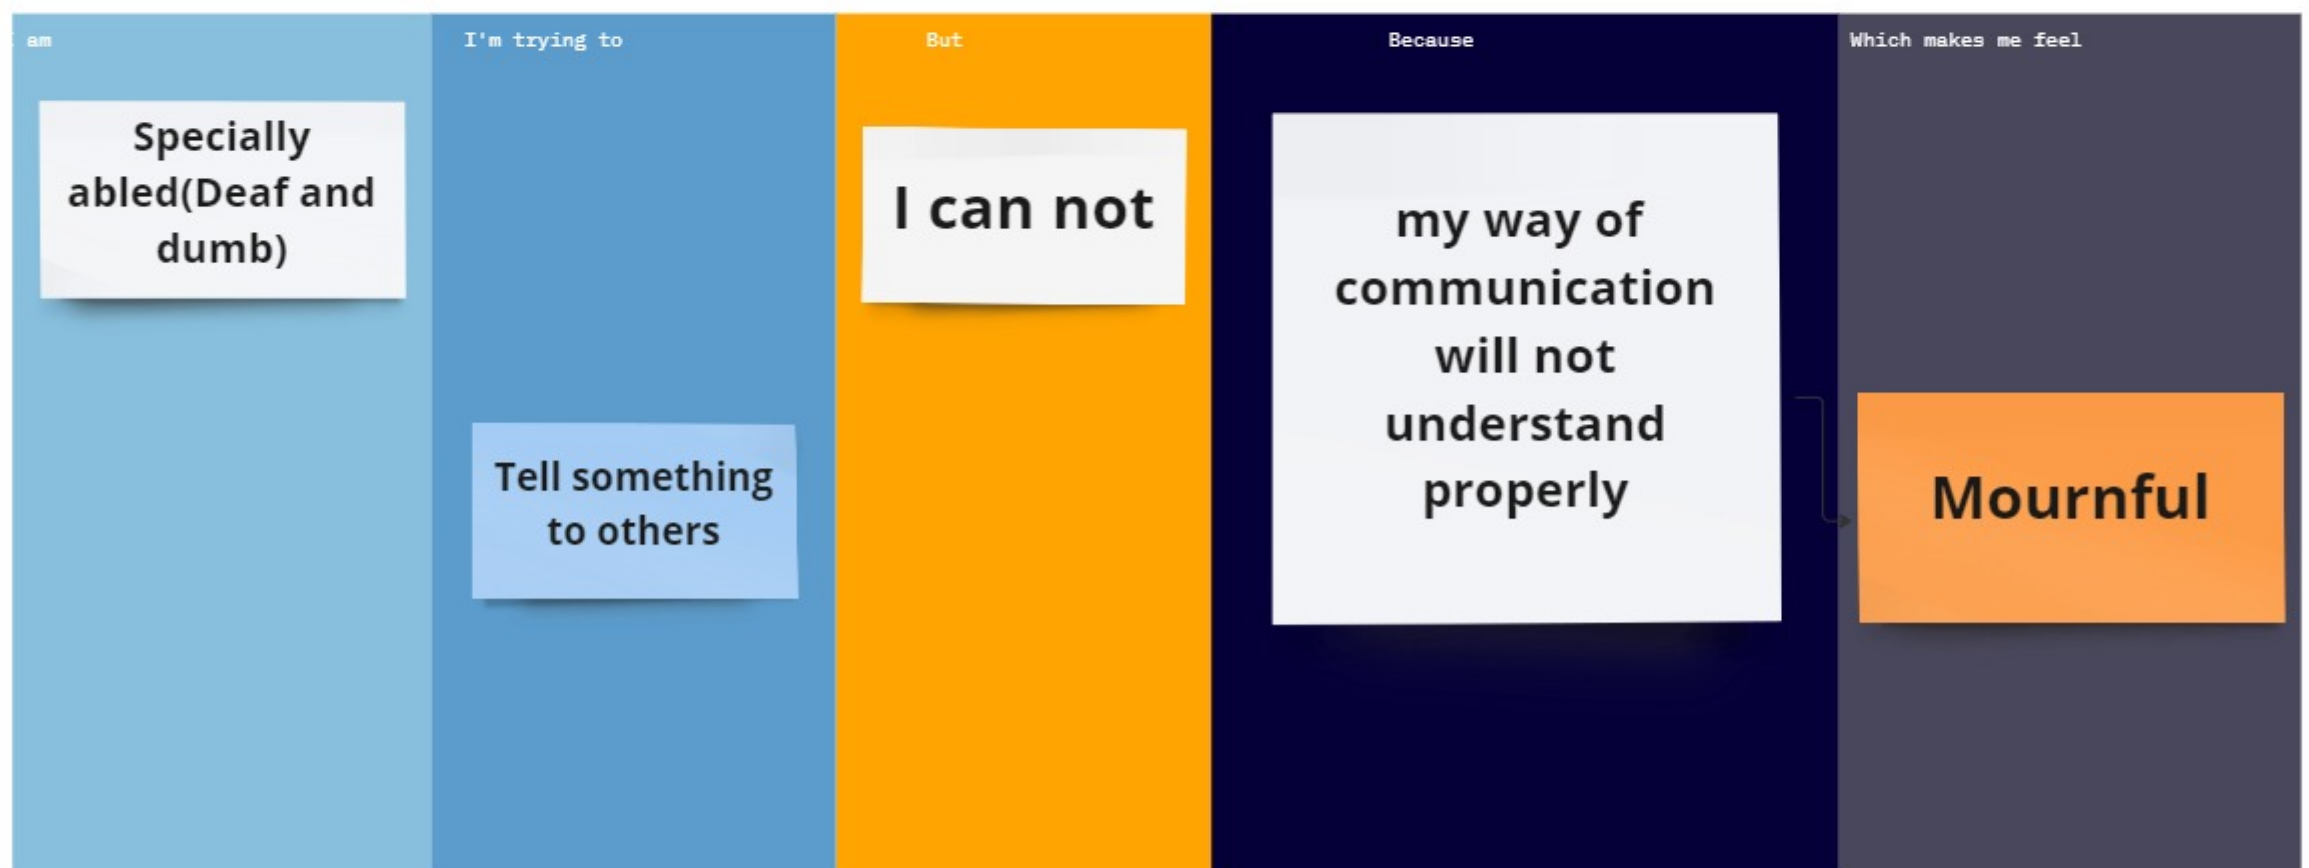 I am
I'm trying to
But
Because
Which makes me feel
Specially
abled(Deaf and
dumb)
Tell something
to others
I can not
my way of
communication
will not
understand
properly
Mournful